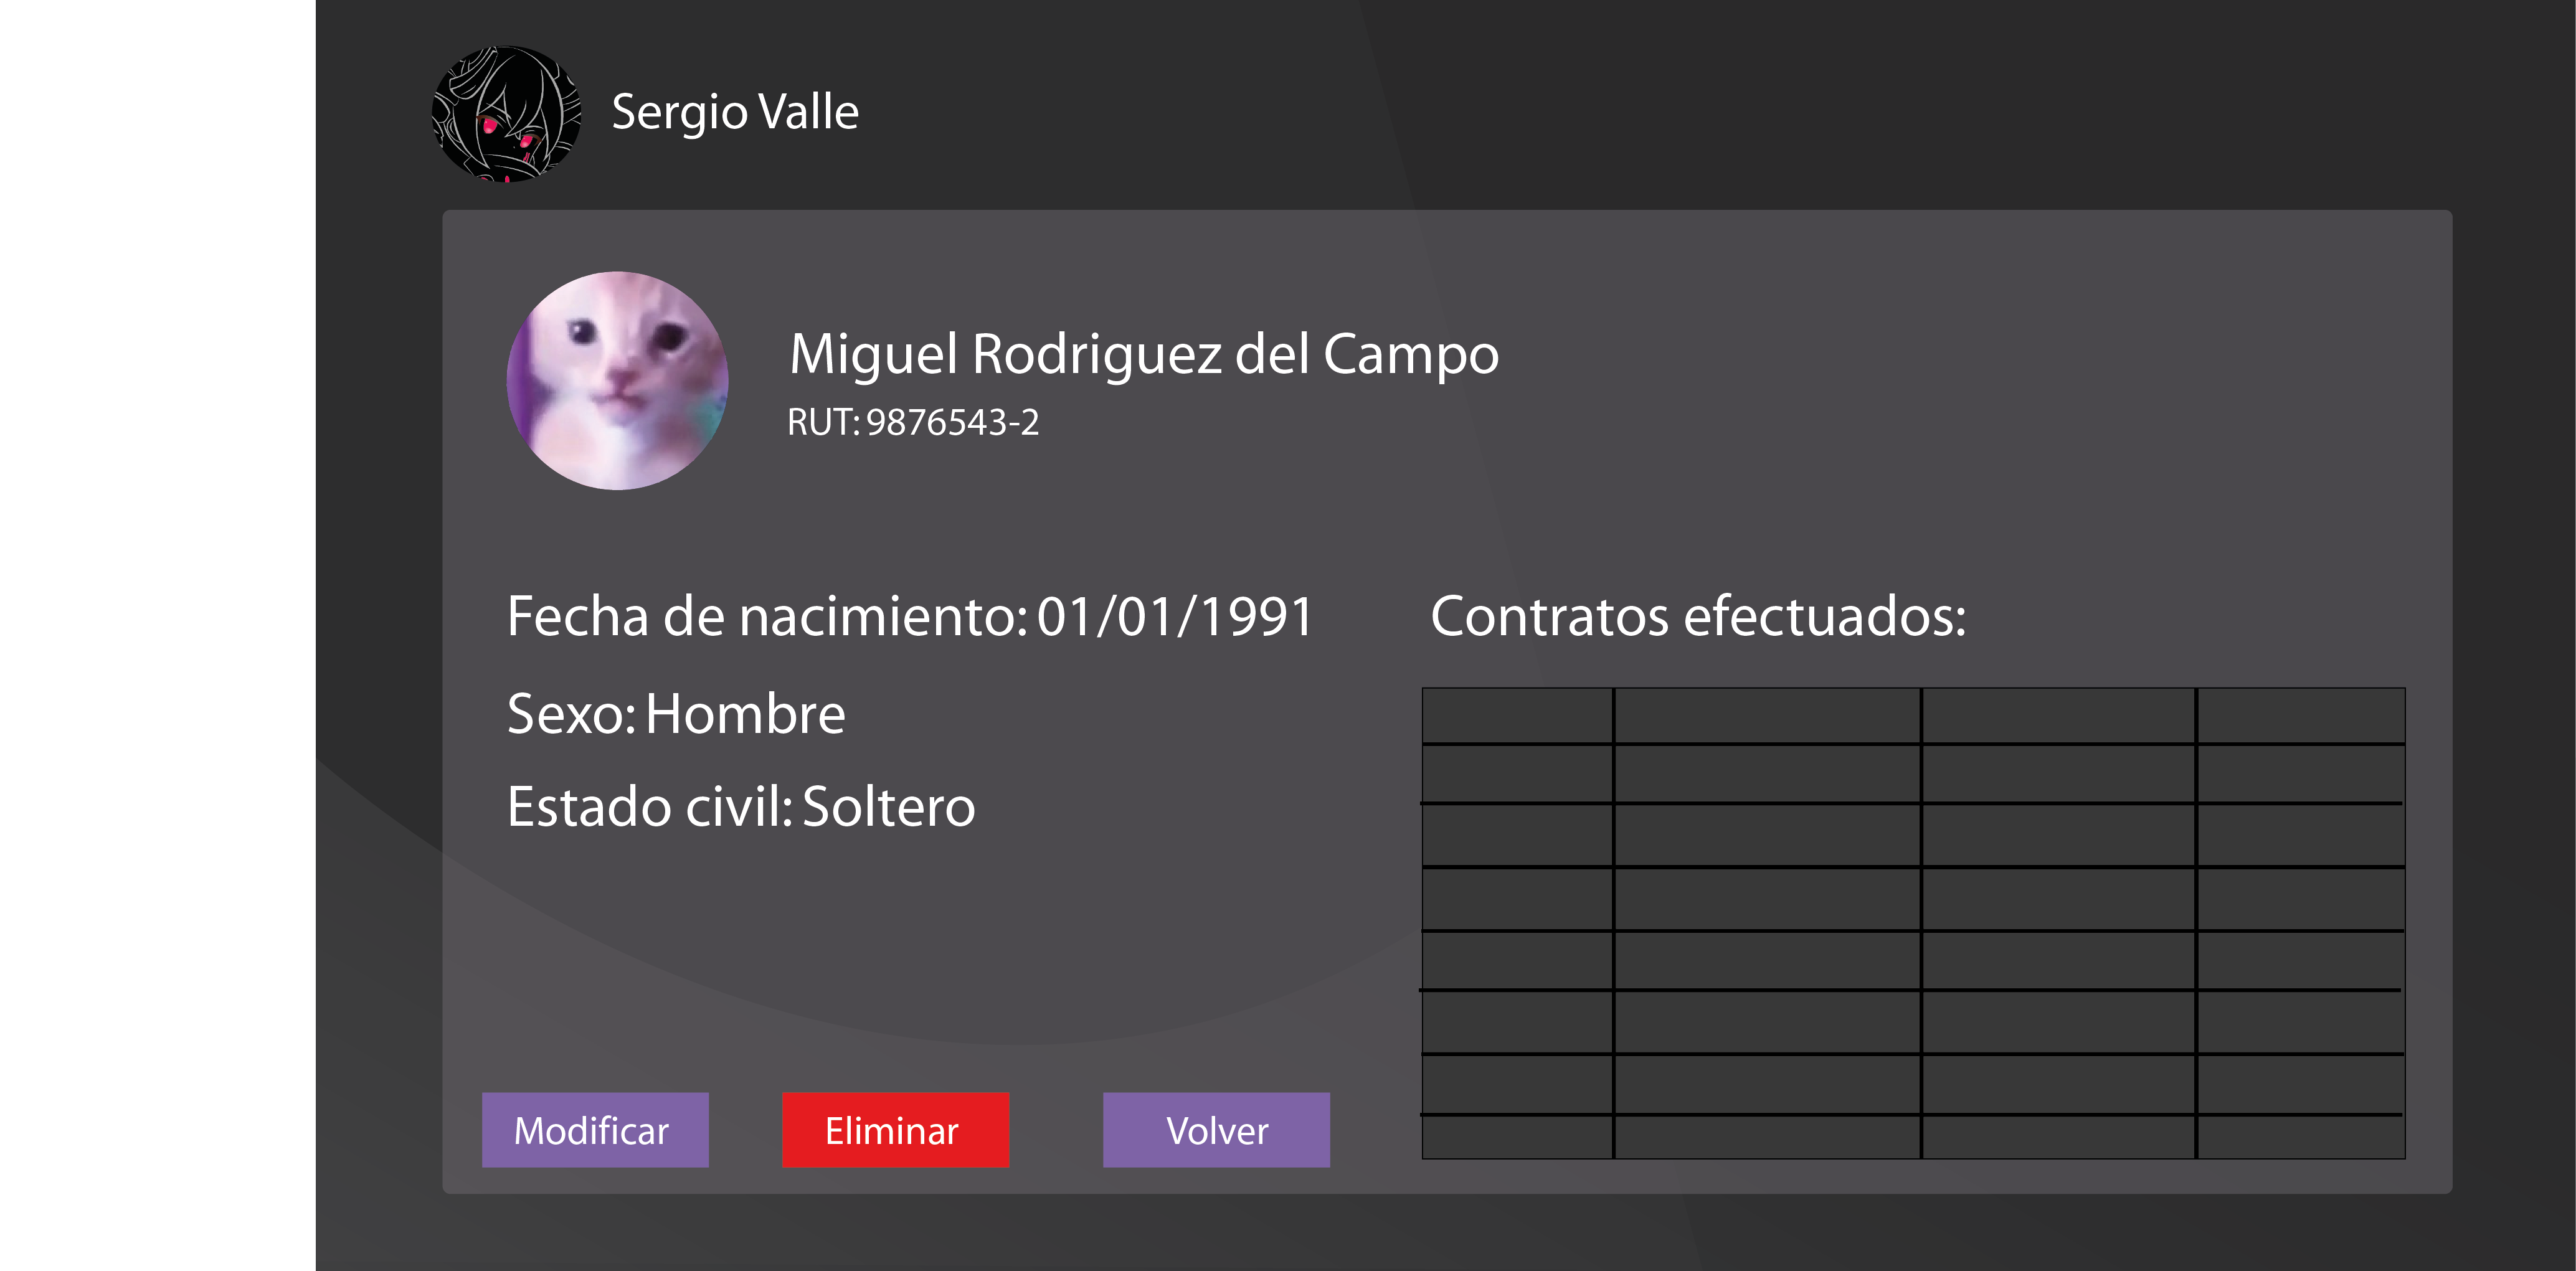 Sergio Valle
Miguel Rodriguez del Campo
RUT: 9876543-2
Fecha de nacimiento: 01/01/1991
Sexo: Hombre
Estado civil: Soltero
Contratos efectuados:
Modificar
Eliminar
Volver